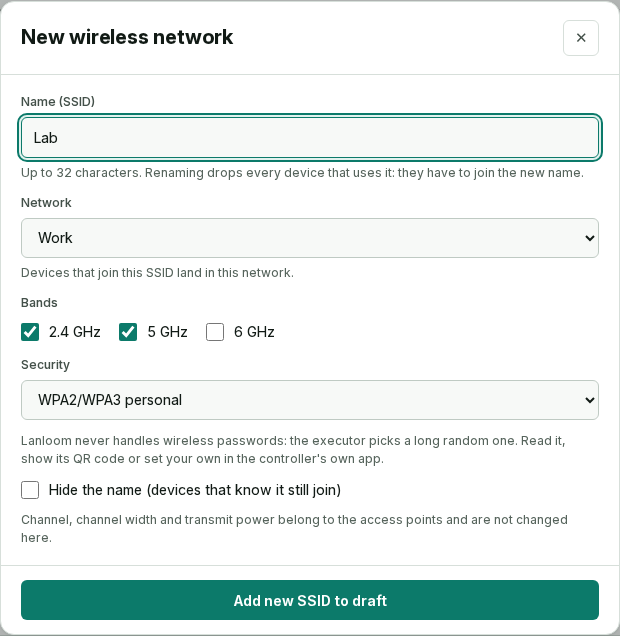 New wireless network
✕
Name (SSID)
Lab
Up to 32 characters. Renaming drops every device that uses it: they have to join the new name.
Network
Work
Devices that join this SSID land in this network.
Bands
2.4 GHz 5 GHz 6 GHz
Security
WPA2/WPA3 personal
Lanloom never handles wireless passwords: the executor picks a long random one. Read it,
show its QR code or set your own in the controller's own app.
Hide the name (devices that know it still join)
Channel, channel width and transmit power belong to the access points and are not changed
here.
Add new SSID to draft